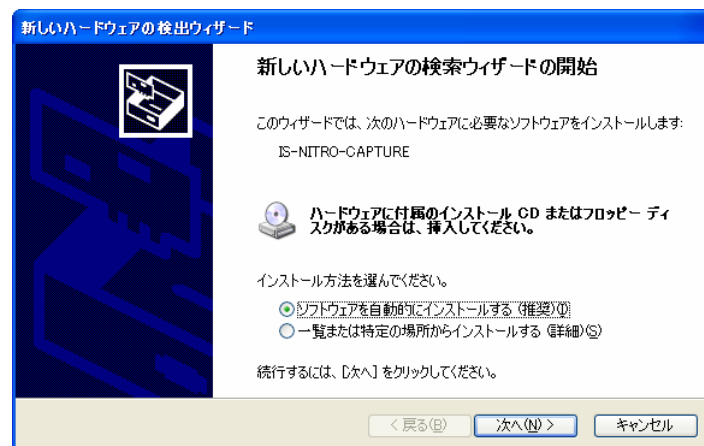 新しいハードウェアの検出ウィザード
新しいハードウェアの検索ウィザードの開始
このウィザードでは、次のハードウェアに必要なソフトウェアをインストールします:
IS-NITRO-CAPTURE
ハードウェアに付属のインストール CD またはフロッピー ディ
スクがある場合は、挿入してください。
インストール方法を選んでください。
ソフトウェアを自動的にインストールする (推奨)(I)
一覧または特定の場所からインストールする (詳細)(S)
続行するには、[次へ] をクリックしてください。
< 戻る(B)
次へ(N) >
キャンセル